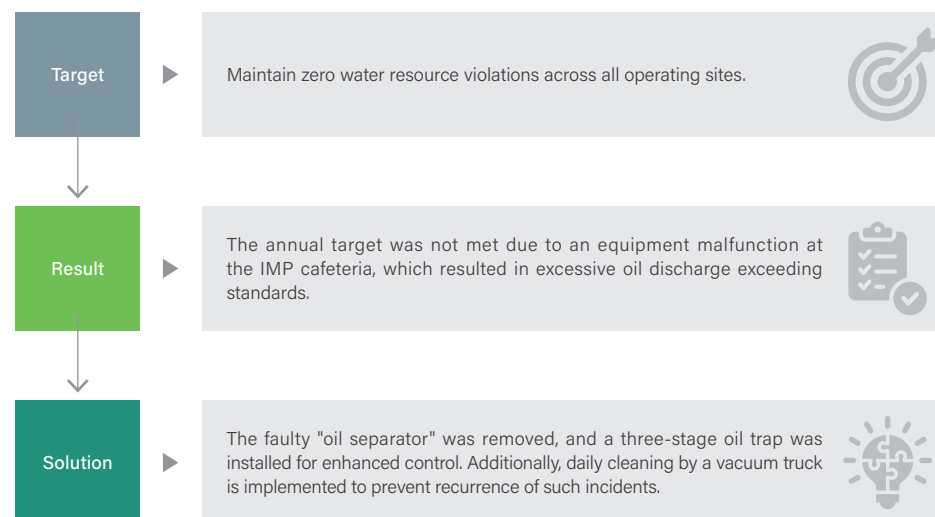 Target
Maintain zero water resource violations across all operating sites.
Result
The annual target was not met due to an equipment malfunction at
the IMP cafeteria, which resulted in excessive oil discharge exceeding
standards.
Solution
The faulty "oil separator" was removed, and a three-stage oil trap was
installed for enhanced control. Additionally, daily cleaning by a vacuum truck
is implemented to prevent recurrence of such incidents.